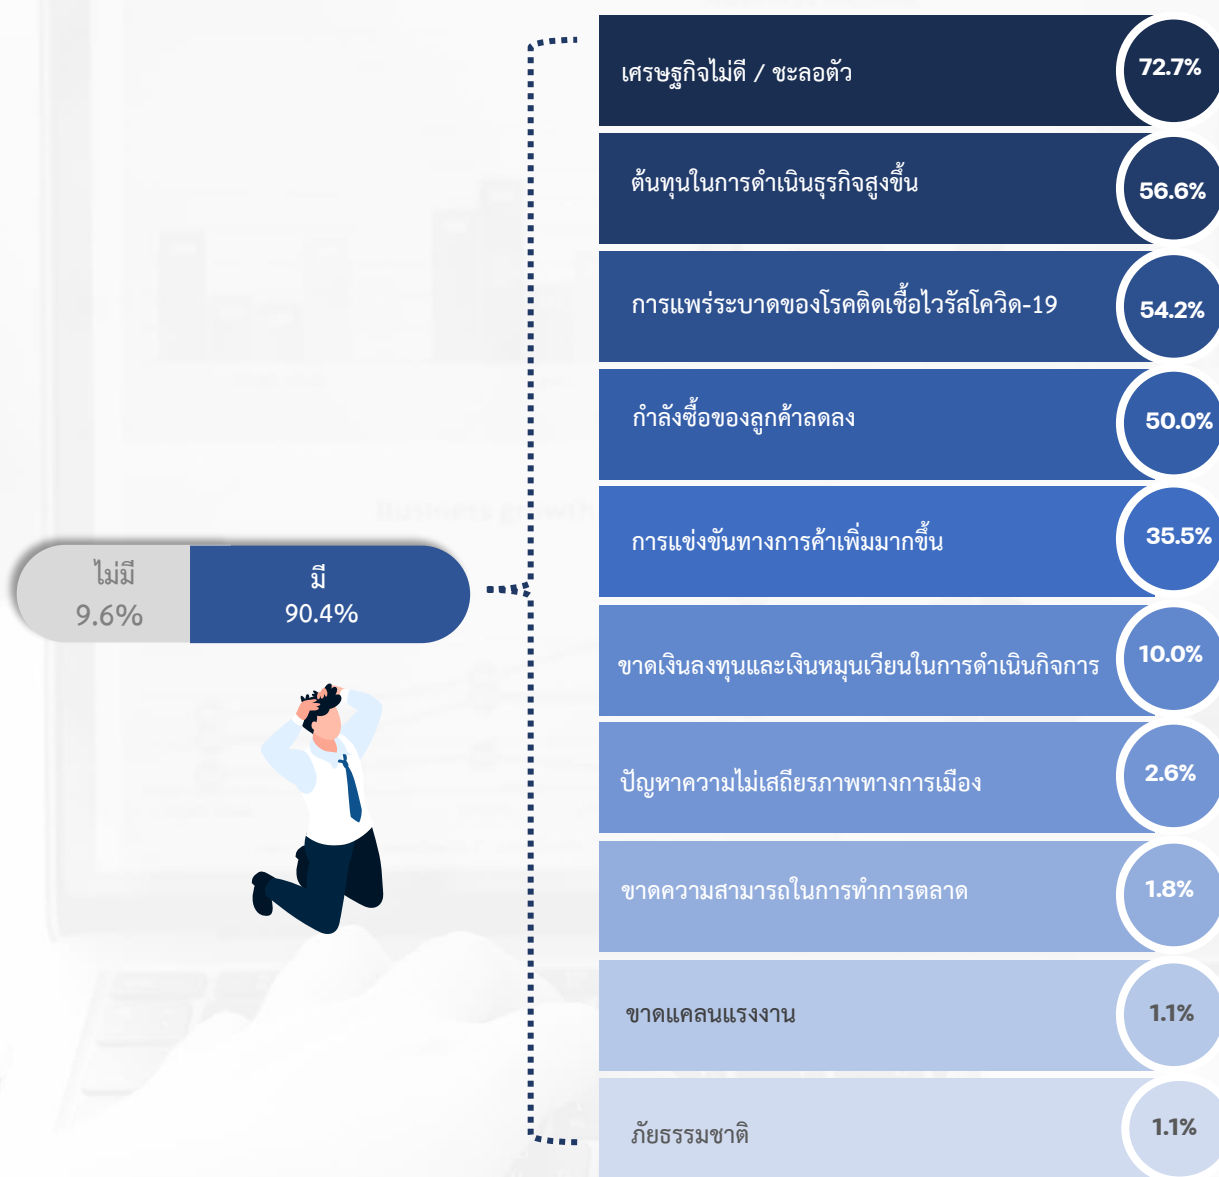 เศรษฐกิจไม่ดี / ชะลอตัว
72.7%
ต้นทุนในการดำเนินธุรกิจสูงขึ้น
56.6%
การแพร่ระบาดของโรคติดเชื้อไวรัสโควิด-19
54.2%
กำลังซื้อของลูกค้าลดลง
50.0%
การแข่งขันทางการค้าเพิ่มมากขึ้น
35.5%
ไม่มี
9.6%
มี
90.4%
Business growth
ขาดเงินลงทุนและเงินหมุนเวียนในการดำเนินกิจการ
10.0%
ปัญหาความไม่เสถียรภาพทางการเมือง
2.6%
ขาดความสามารถในการทำการตลาด
1.8%
ขาดแคลนแรงงาน
1.1%
ภัยธรรมชาติ
1.1%